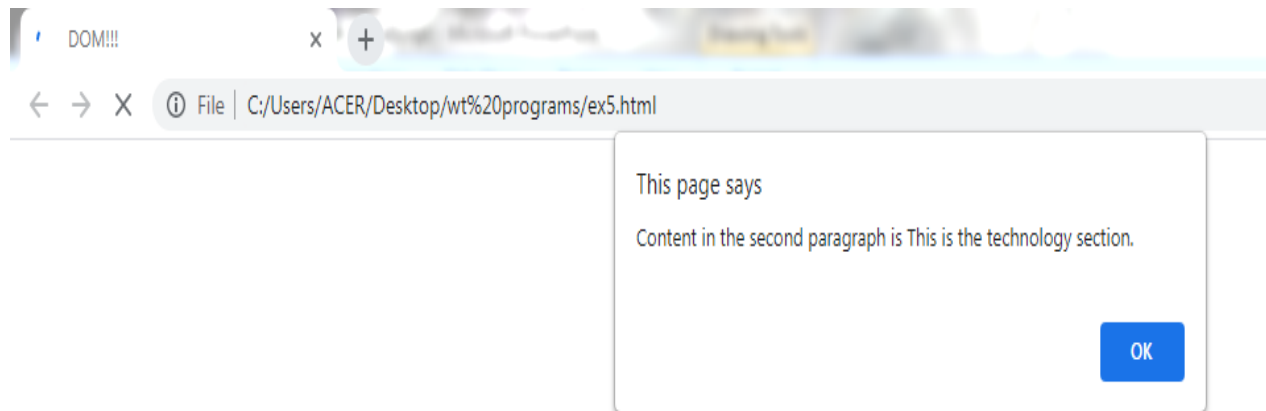 DOM!!!
File | C:/Users/ACER/Desktop/wt%20programs/ex5.html
This page says
Content in the second paragraph is This is the technology section.
OK